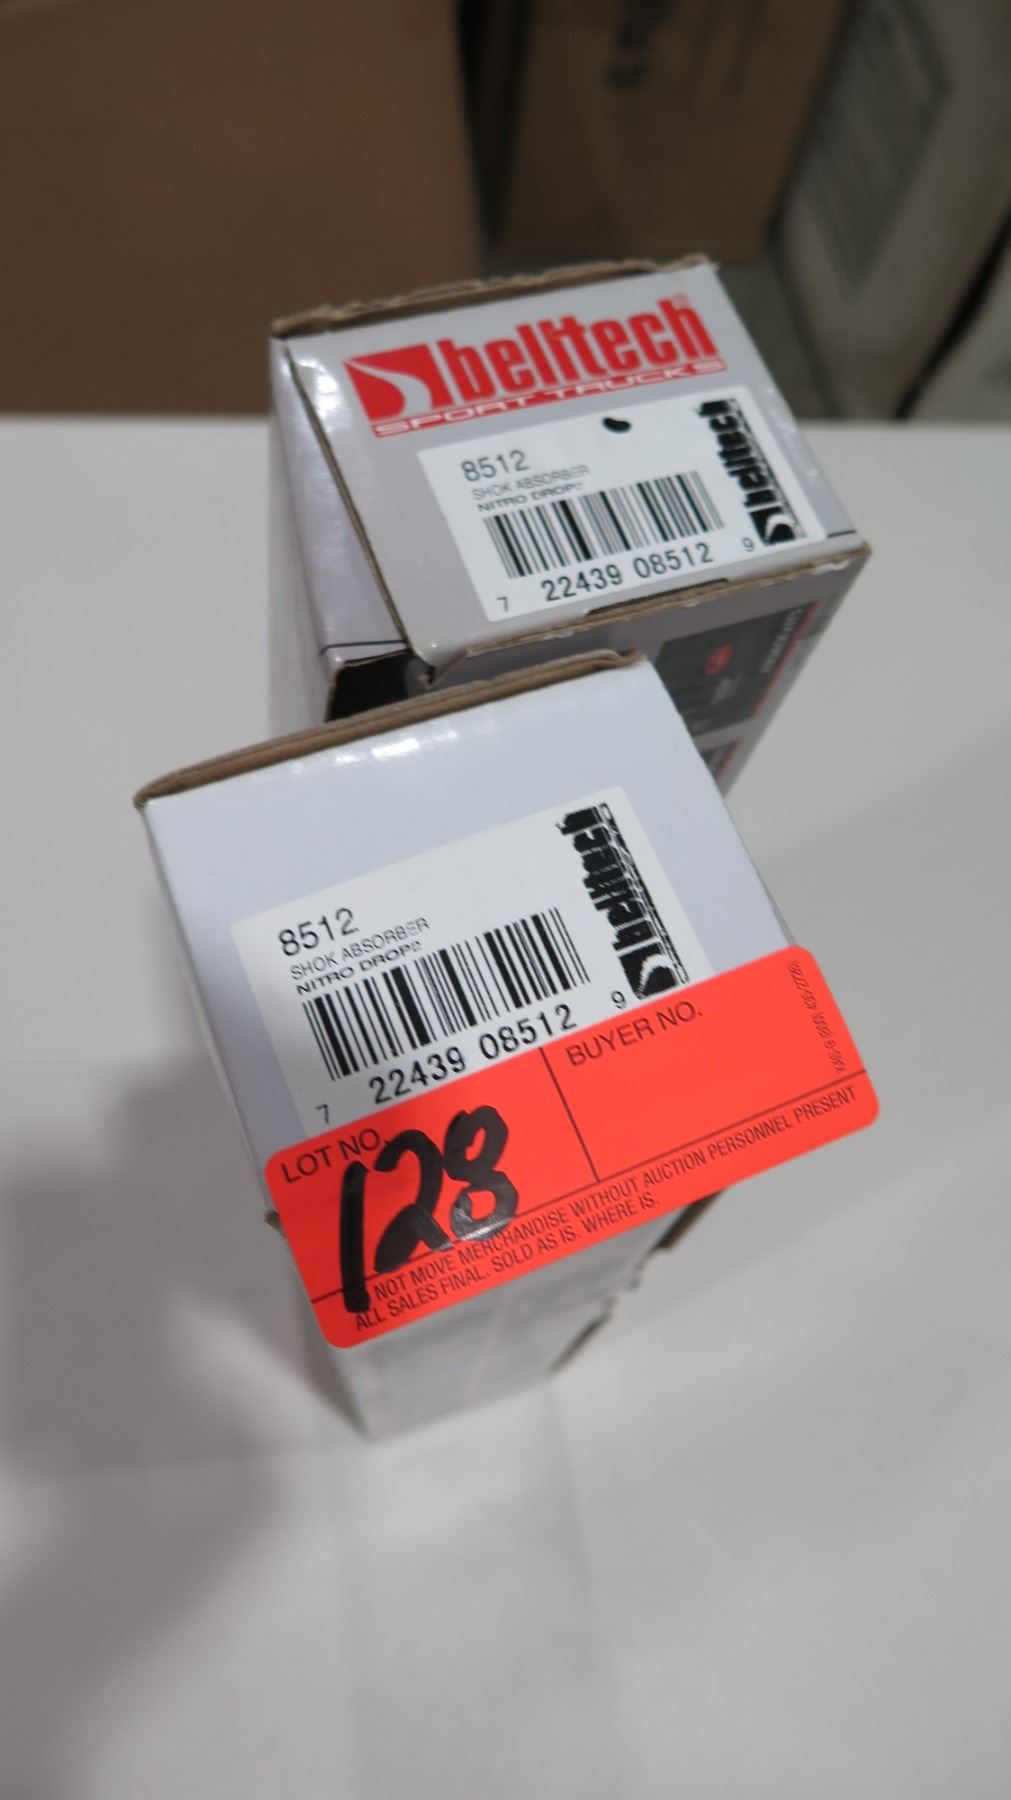 belltech®
SPORT TRUCKS
8512
SHOK ABSORBER
NITRO DROP2
belltech
7 22439 08512 9
8512
SHOK ABSORBER
NITRO DROP2
belltech
7 22439 08512 9
LOT NO.
128
BUYER NO.
NOT MOVE MERCHANDISE WITHOUT AUCTION PERSONNEL PRESENT
ALL SALES FINAL. SOLD AS IS. WHERE IS.